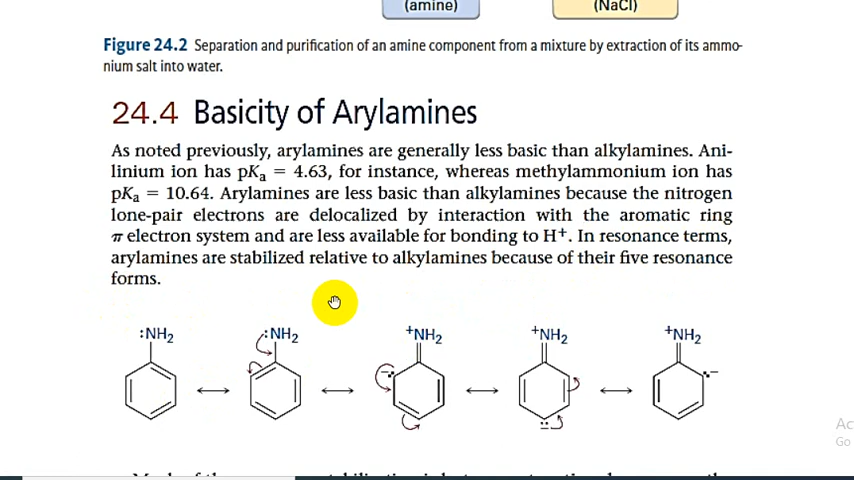 (amine)
(NaCl)
Figure 24.2 Separation and purification of an amine component from a mixture by extraction of its ammo-
nium salt into water.
24.4 Basicity of Arylamines
As noted previously, arylamines are generally less basic than alkylamines. Ani-
linium ion has pKₐ = 4.63, for instance, whereas methylammonium ion has
pKₐ = 10.64. Arylamines are less basic than alkylamines because the nitrogen
lone-pair electrons are delocalized by interaction with the aromatic ring
π electron system and are less available for bonding to H⁺. In resonance terms,
arylamines are stabilized relative to alkylamines because of their five resonance
forms.
:NH₂ :NH₂ ⁺NH₂ ⁺NH₂ ⁺NH₂
Ac
Go